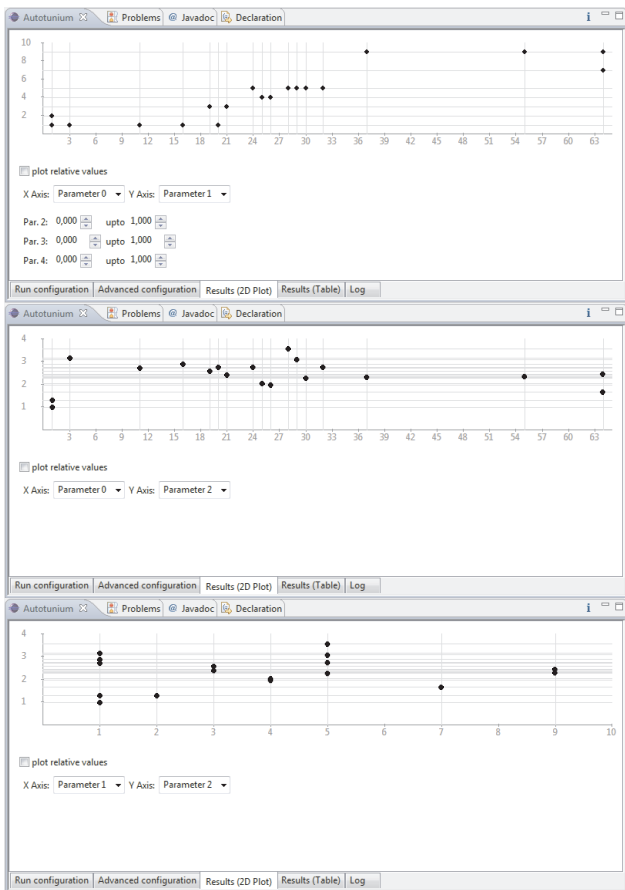 Autotunium Problems @ Javadoc Declaration i
10
8
6
4
2
3 6 9 12 15 18 21 24 27 30 33 36 39 42 45 48 51 54 57 60 63
plot relative values
X Axis: Parameter 0 Y Axis: Parameter 1
Par. 2: 0,000 upto 1,000
Par. 3: 0,000 upto 1,000
Par. 4: 0,000 upto 1,000
Run configuration Advanced configuration Results (2D Plot) Results (Table) Log
Autotunium Problems @ Javadoc Declaration i
4
3
2
1
3 6 9 12 15 18 21 24 27 30 33 36 39 42 45 48 51 54 57 60 63
plot relative values
X Axis: Parameter 0 Y Axis: Parameter 2
Run configuration Advanced configuration Results (2D Plot) Results (Table) Log
Autotunium Problems @ Javadoc Declaration i
4
3
2
1
1 2 3 4 5 6 7 8 9 10
plot relative values
X Axis: Parameter 1 Y Axis: Parameter 2
Run configuration Advanced configuration Results (2D Plot) Results (Table) Log